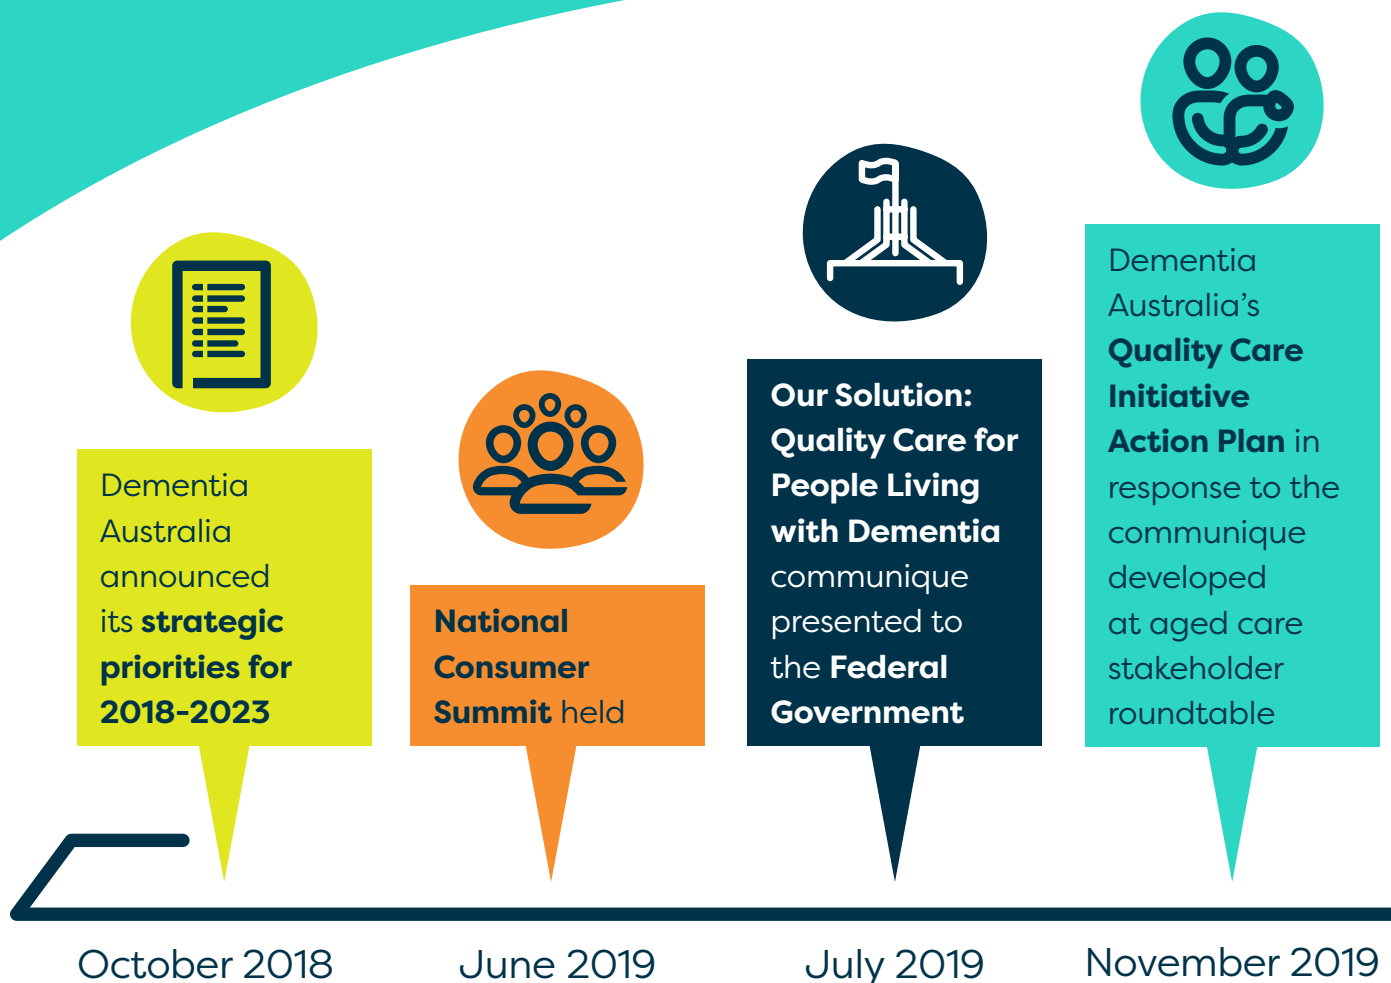 Dementia
Australia
announced
its strategic
priorities for
2018-2023
October 2018
National
Consumer
Summit held
June 2019
Our Solution:
Quality Care for
People Living
with Dementia
communique
presented to
the Federal
Government
July 2019
Dementia
Australia’s
Quality Care
Initiative
Action Plan in
response to the
communique
developed
at aged care
stakeholder
roundtable
November 2019